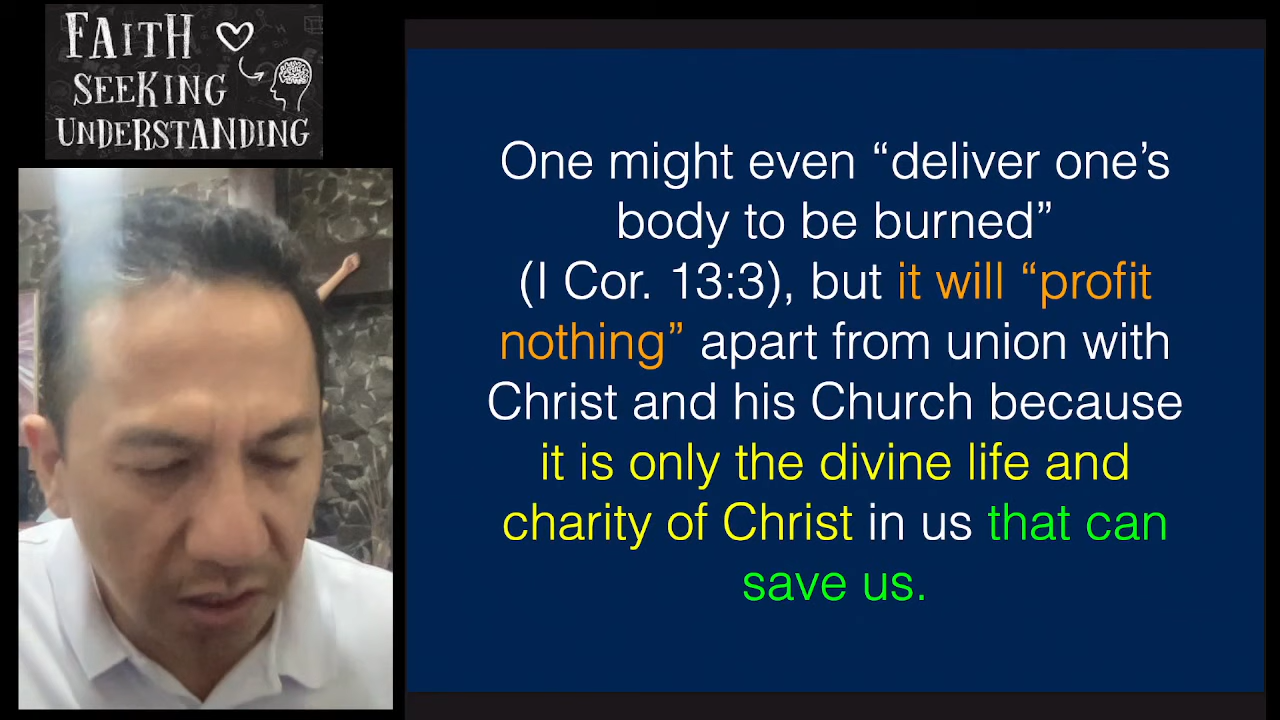 FAITH
SEEKING
UNDERSTANDING
One might even “deliver one’s
body to be burned”
(I Cor. 13:3), but it will “profit
nothing” apart from union with
Christ and his Church because
it is only the divine life and
charity of Christ in us that can
save us.